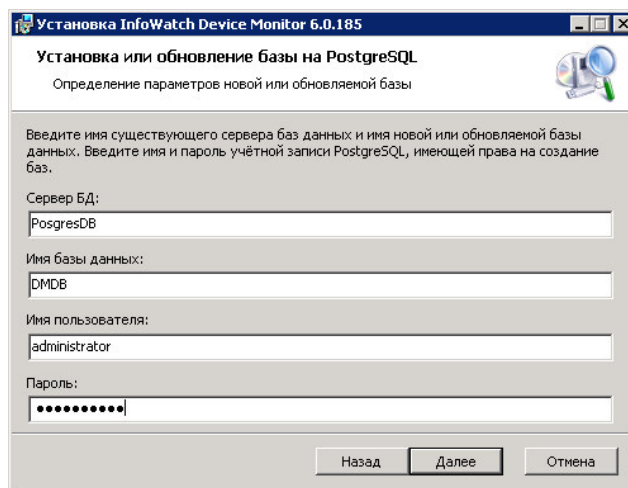 Установка InfoWatch Device Monitor 6.0.185
Установка или обновление базы на PostgreSQL
Определение параметров новой или обновляемой базы
Введите имя существующего сервера баз данных и имя новой или обновляемой базы
данных. Введите имя и пароль учётной записи PostgreSQL, имеющей права на создание
баз.
Сервер БД:
PosgresDB
Имя базы данных:
DMDB
Имя пользователя:
administrator
Пароль:
●●●●●●●●●●
Назад Далее Отмена